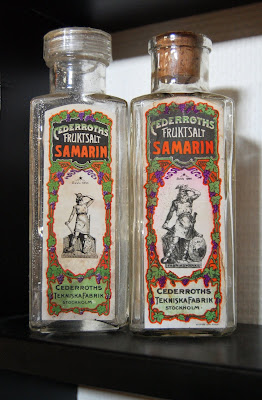 CEDERROTHS
FRUKTSALT
SAMARIN
CEDERROTHS
TEKNISKA FABRIK
STOCKHOLM
CEDERROTHS
FRUKTSALT
SAMARIN
CEDERROTHS
TEKNISKA FABRIK
STOCKHOLM